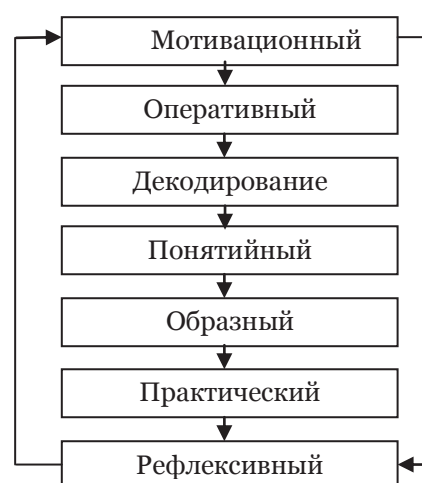 Мотивационный
Оперативный
Декодирование
Понятийный
Образный
Практический
Рефлексивный